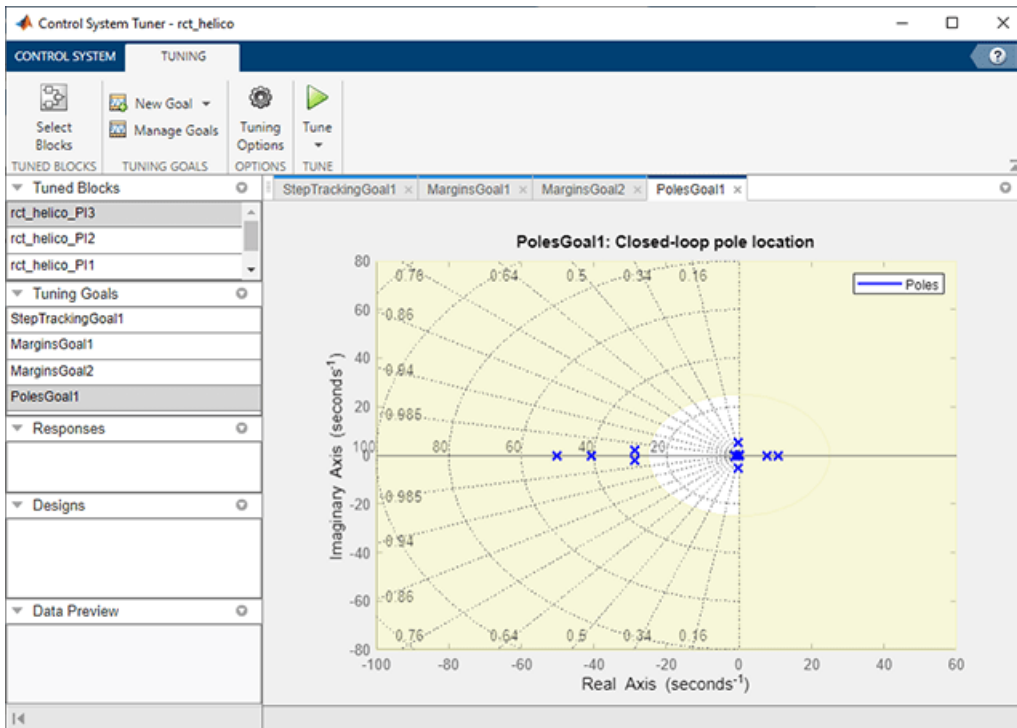 Control System Tuner - rct_helico
CONTROL SYSTEM TUNING
Select Blocks
New Goal
Manage Goals
Tuning Options
Tune
TUNED BLOCKS TUNING GOALS OPTIONS TUNE
Tuned Blocks
rct_helico_PI3
rct_helico_PI2
rct_helico_PI1
Tuning Goals
StepTrackingGoal1
MarginsGoal1
MarginsGoal2
PolesGoal1
Responses
Designs
Data Preview
StepTrackingGoal1 MarginsGoal1 MarginsGoal2 PolesGoal1
PolesGoal1: Closed-loop pole location
Poles
Imaginary Axis (seconds⁻¹)
80
60
40
20
0
-20
-40
-60
-80
0.76 0.64 0.5 0.34 0.16
0.86
0.94
0.985
100 80 60 40 20
0.985
0.94
0.86
0.76 0.64 0.5 0.34 0.16
-100 -80 -60 -40 -20 0 20 40 60
Real Axis (seconds⁻¹)